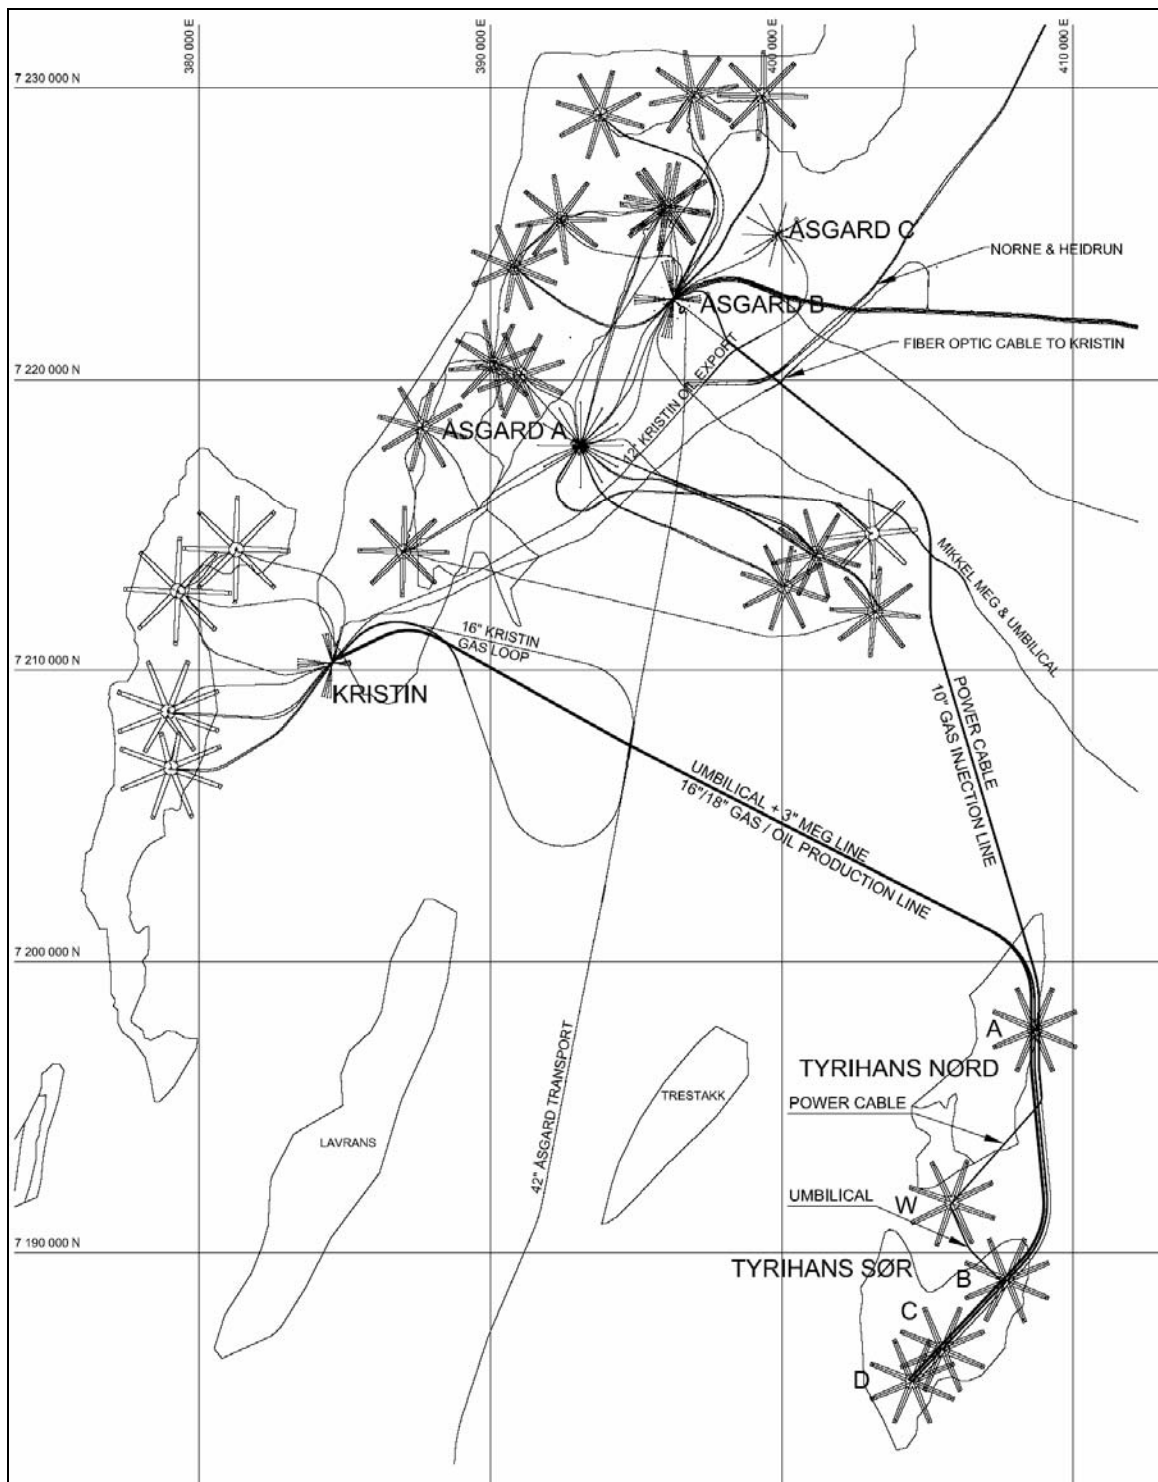 380 000 E
390 000 E
400 000 E
410 000 E
7 230 000 N
ÅSGARD C
NORNE & HEIDRUN
ÅSGARD B
FIBER OPTIC CABLE TO KRISTIN
7 220 000 N
12" KRISTIN OIL EXPORT
ÅSGARD A
MIKKEL MEG & UMBILICAL
16" KRISTIN
GAS LOOP
7 210 000 N
KRISTIN
POWER CABLE
10" GAS INJECTION LINE
UMBILICAL + 3" MEG LINE
16"/18" GAS / OIL PRODUCTION LINE
7 200 000 N
A
42" ÅSGARD TRANSPORT
TYRIHANS NØRD
TRESTAKK
POWER CABLE
LAVRANS
UMBILICAL
W
7 190 000 N
TYRIHANS SØR
B
C
D